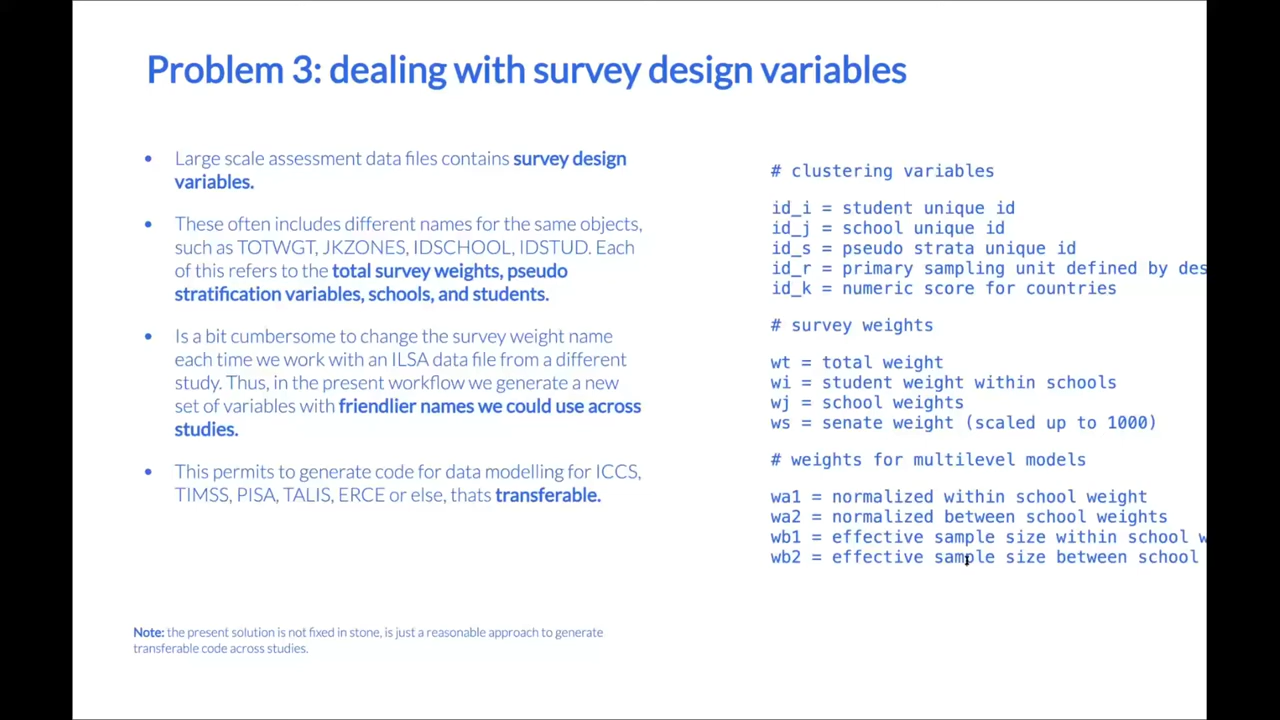 Problem 3: dealing with survey design variables
• Large scale assessment data files contains survey design
variables.
• These often includes different names for the same objects,
such as TOTWGT, JKZONES, IDSCHOOL, IDSTUD. Each
of this refers to the total survey weights, pseudo
stratification variables, schools, and students.
• Is a bit cumbersome to change the survey weight name
each time we work with an ILSA data file from a different
study. Thus, in the present workflow we generate a new
set of variables with friendlier names we could use across
studies.
• This permits to generate code for data modelling for ICCS,
TIMSS, PISA, TALIS, ERCE or else, thats transferable.
Note: the present solution is not fixed in stone, is just a reasonable approach to generate
transferable code across studies.
# clustering variables
id_i = student unique id
id_j = school unique id
id_s = pseudo strata unique id
id_r = primary sampling unit defined by des
id_k = numeric score for countries
# survey weights
wt = total weight
wi = student weight within schools
wj = school weights
ws = senate weight (scaled up to 1000)
# weights for multilevel models
wa1 = normalized within school weight
wa2 = normalized between school weights
wb1 = effective sample size within school w
wb2 = effective sample size between school